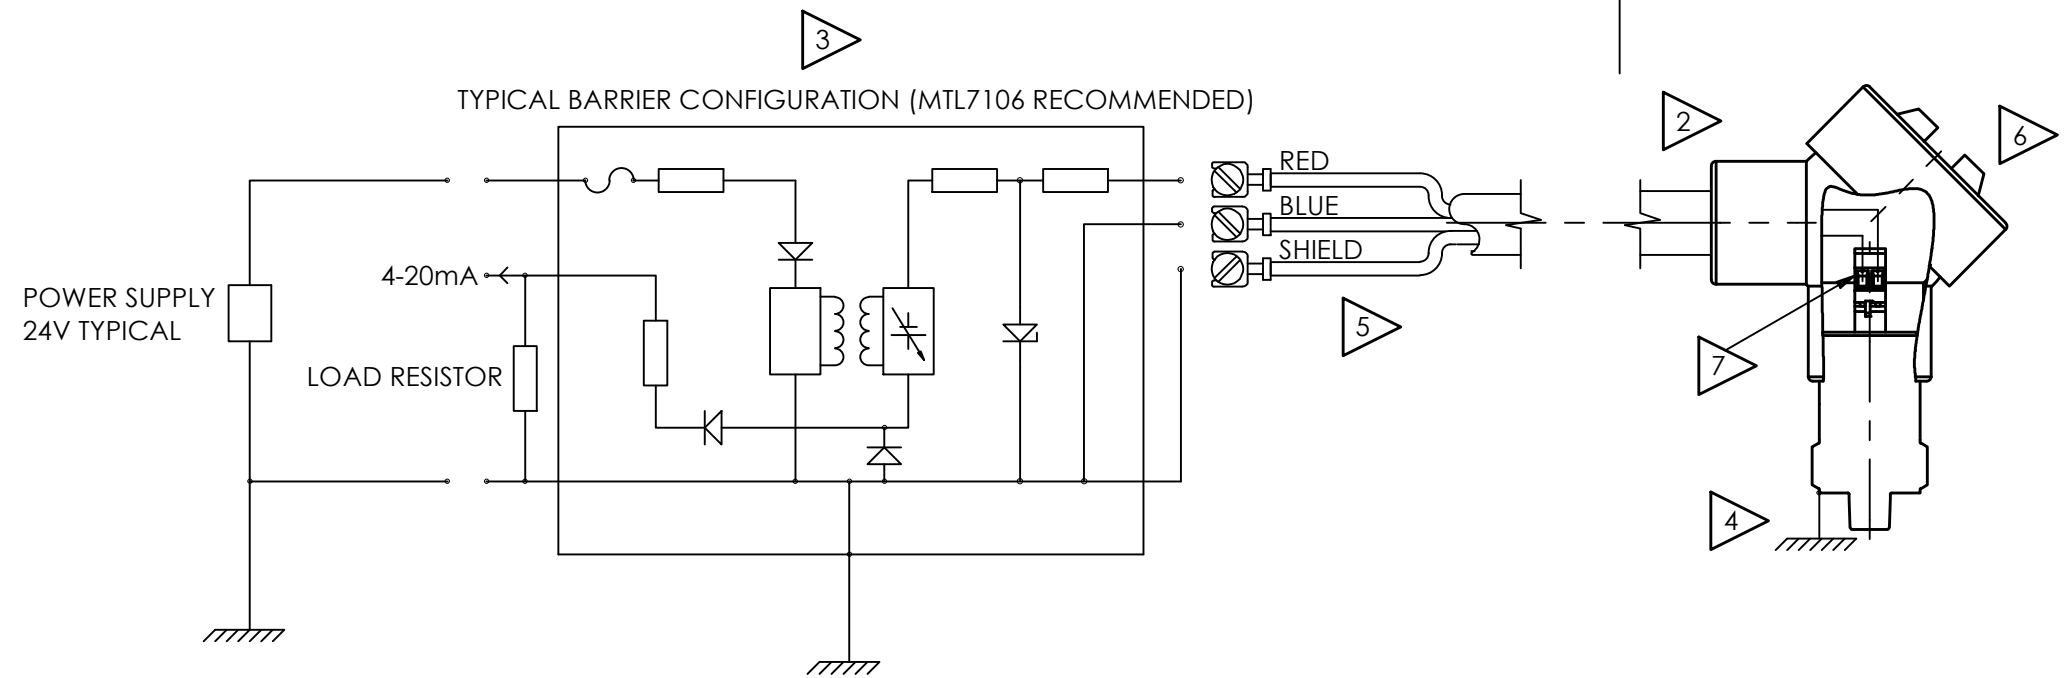 3
TYPICAL BARRIER CONFIGURATION (MTL7106 RECOMMENDED)
2
6
RED
BLUE
SHIELD
4-20mA
POWER SUPPLY
24V TYPICAL
5
LOAD RESISTOR
7
4